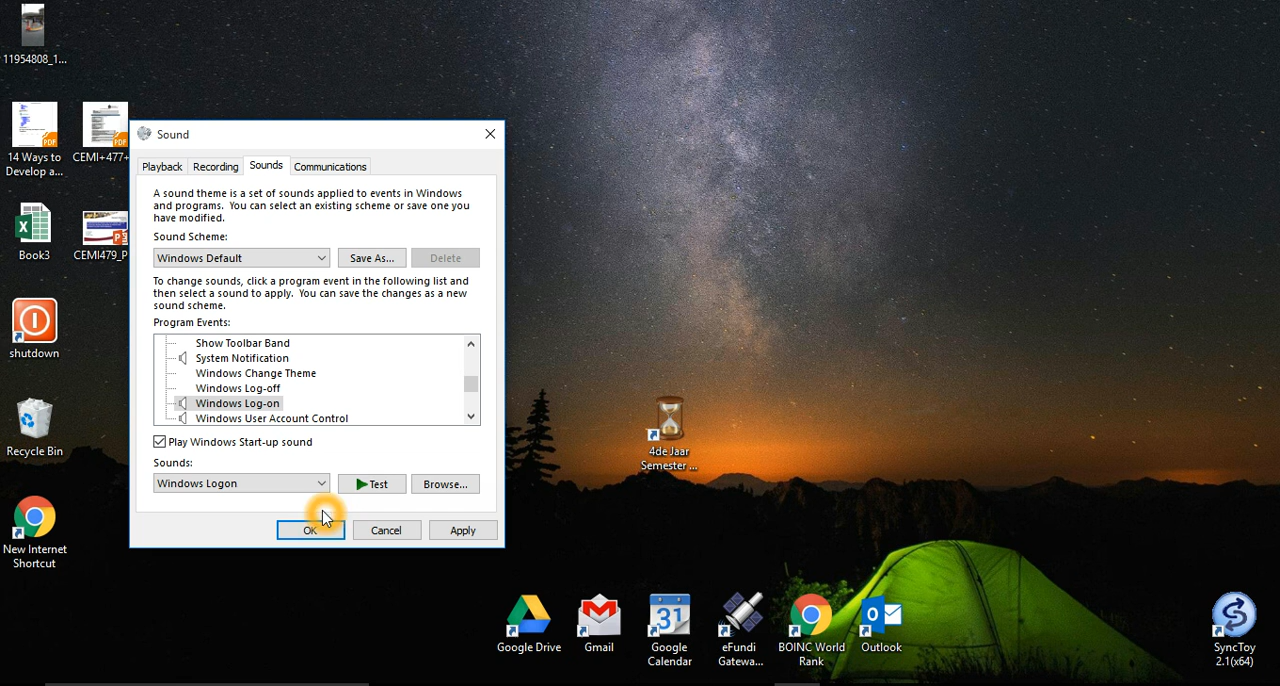 11954808_1...
14 Ways to
Develop a...
CEMI+477+
Book3
CEMI479_P
shutdown
Recycle Bin
New Internet
Shortcut
Sound
Playback
Recording
Sounds
Communications
A sound theme is a set of sounds applied to events in Windows
and programs. You can select an existing scheme or save one you
have modified.
Sound Scheme:
Windows Default
Save As...
Delete
To change sounds, click a program event in the following list and
then select a sound to apply. You can save the changes as a new
sound scheme.
Program Events:
Show Toolbar Band
System Notification
Windows Change Theme
Windows Log-off
Windows Log-on
Windows User Account Control
Play Windows Start-up sound
Sounds:
Windows Logon
Test
Browse...
OK
Cancel
Apply
4de Jaar
Semester ...
Google Drive
Gmail
31
Google
Calendar
eFundi
Gatewa...
BOINC World
Rank
Outlook
SyncToy
2.1(x64)
PDF
PDF